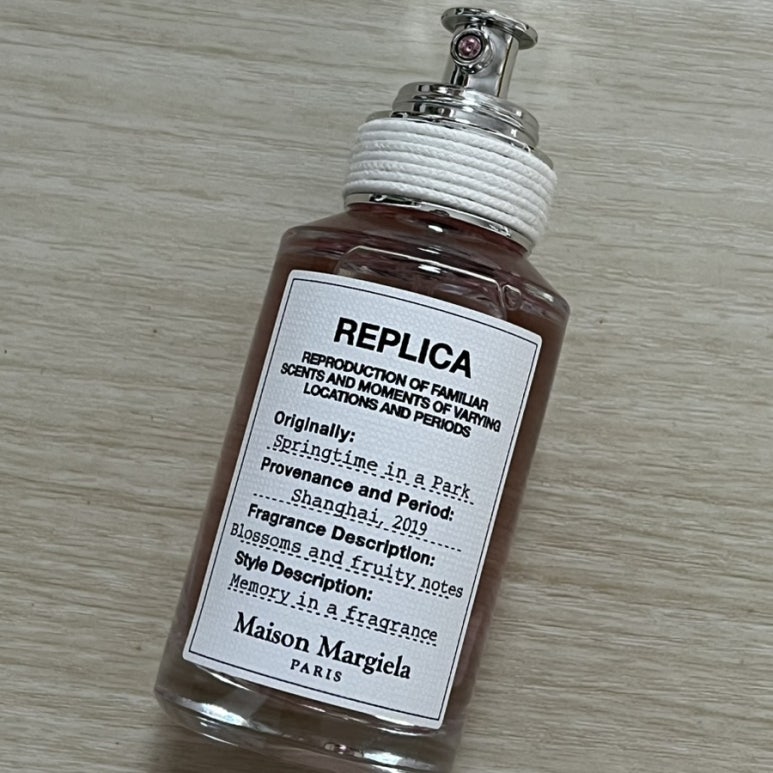 REPLICA
REPRODUCTION OF FAMILIAR
SCENTS AND MOMENTS OF VARYING
LOCATIONS AND PERIODS
Originally:
Springtime in a Park
Provenance and Period:
Shanghai, 2019
Fragrance Description:
Blossoms and fruity notes
Style Description:
Memory in a fragrance
Maison Margiela
PARIS